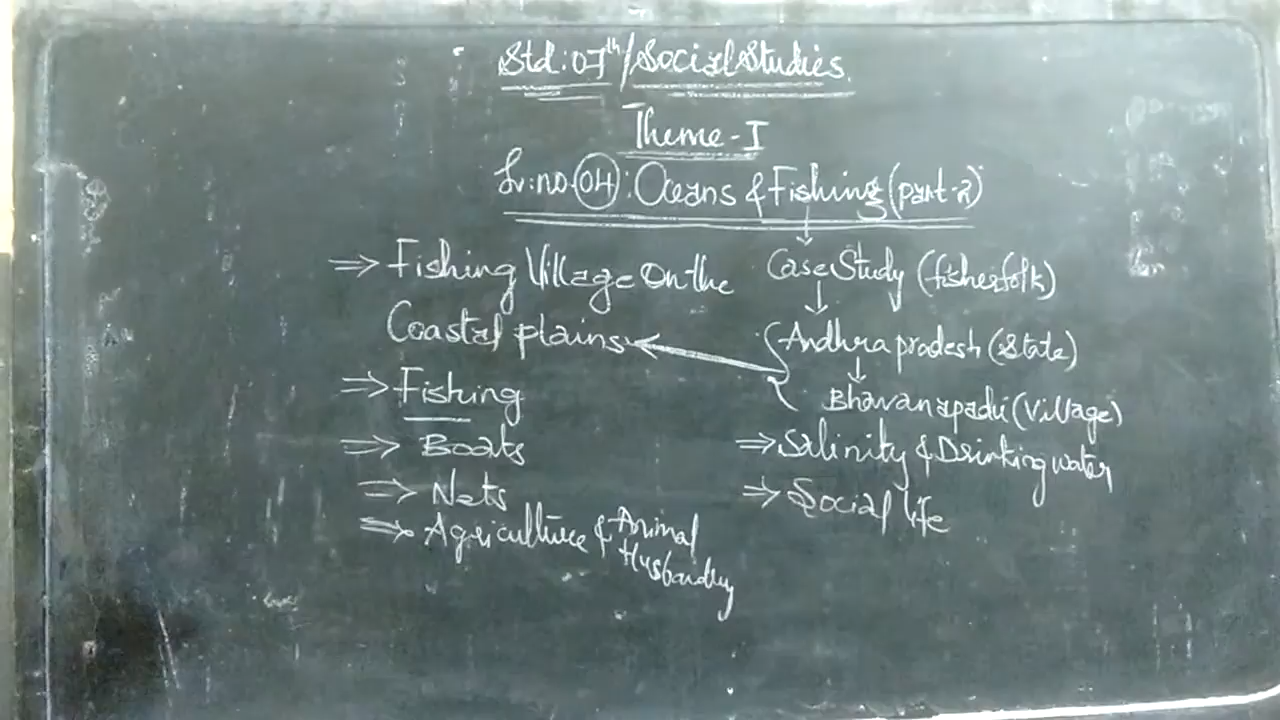 Std: 07th/Social Studies.
Theme - I
Lr: no. 04: Oceans & Fishing (part-2)
⇒ Fishing Village On the
Coastal plains
⇒ Fishing
⇒ Boats
⇒ Nets
⇒ Agriculture & Animal
Husbandry
Case Study (fisherfolk)
Andhra pradesh (State)
Bhavanapadu (Village)
⇒ Salinity & Drinking water
⇒ Social life